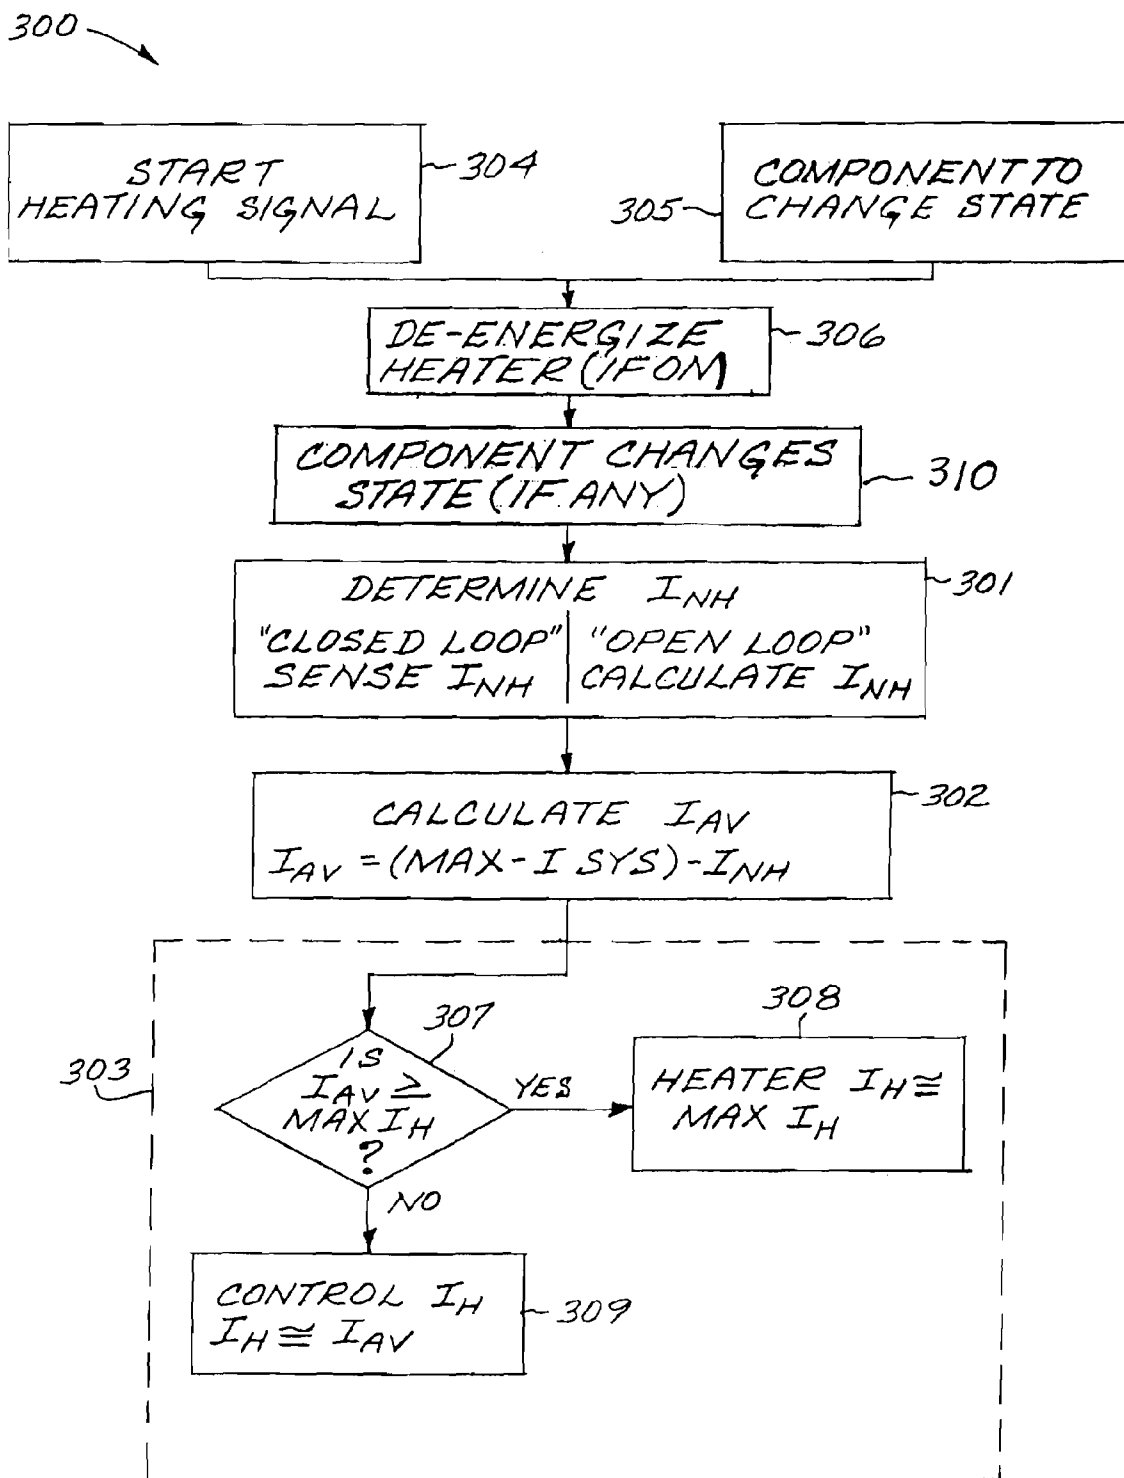 300
START
HEATING SIGNAL
304
COMPONENT TO
CHANGE STATE
305
DE-ENERGIZE
HEATER (IF ON)
306
COMPONENT CHANGES
STATE (IF ANY)
310
DETERMINE I_NH
301
"CLOSED LOOP" "OPEN LOOP"
SENSE I_NH CALCULATE I_NH
CALCULATE I_AV
302
I_AV = (MAX-I SYS) - I_NH
303
307
IS
I_AV ≥
MAX I_H
?
YES
308
HEATER I_H ≅
MAX I_H
NO
CONTROL I_H
I_H ≅ I_AV
309